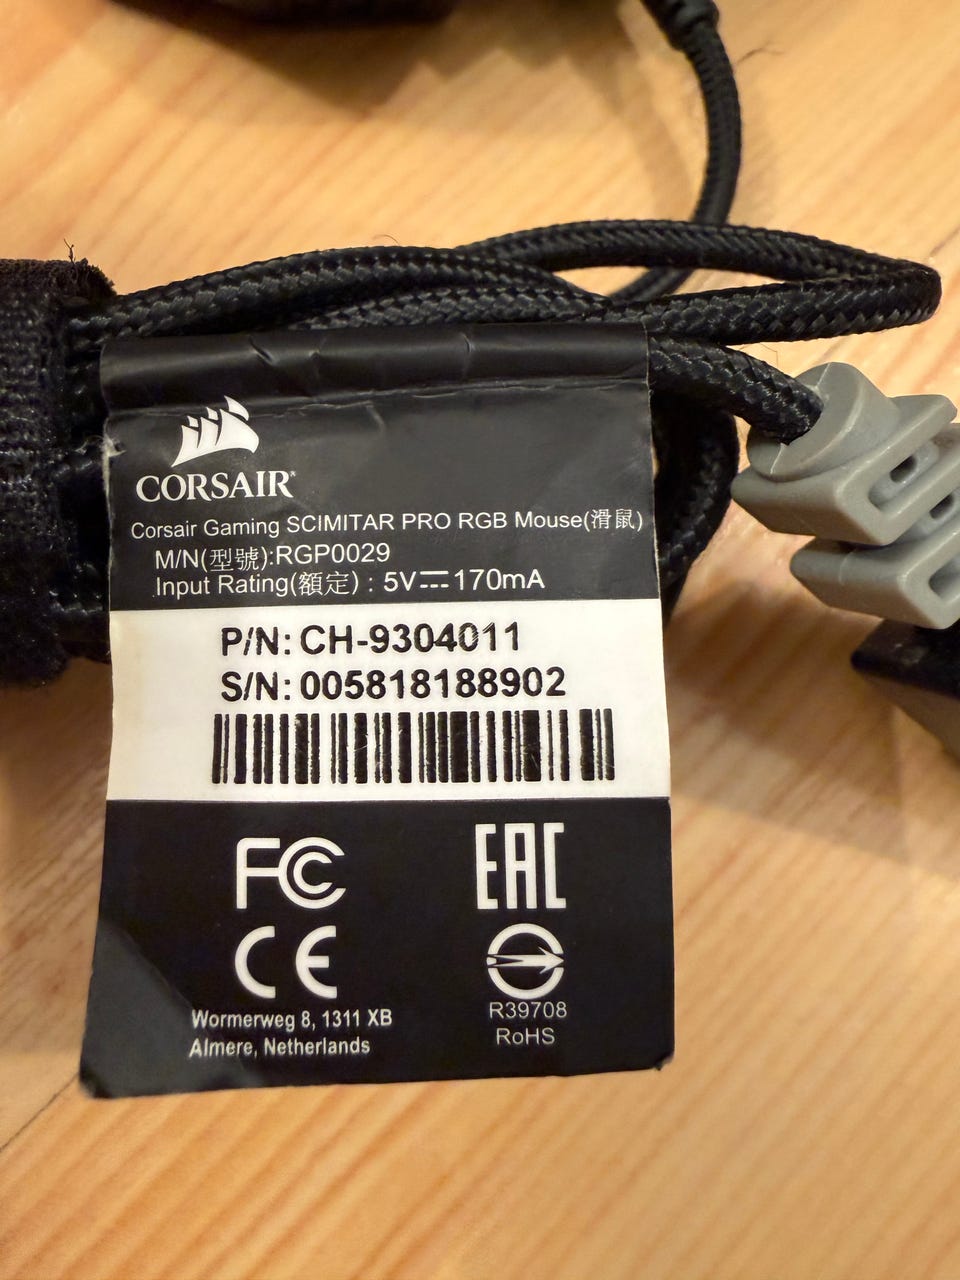 CORSAIR
Corsair Gaming SCIMITAR PRO RGB Mouse(滑鼠)
M/N(型號):RGP0029
Input Rating(額定) : 5V⎓170mA
P/N: CH-9304011
S/N: 005818188902
FC
EAC
CE
R39708
RoHS
Wormerweg 8, 1311 XB
Almere, Netherlands